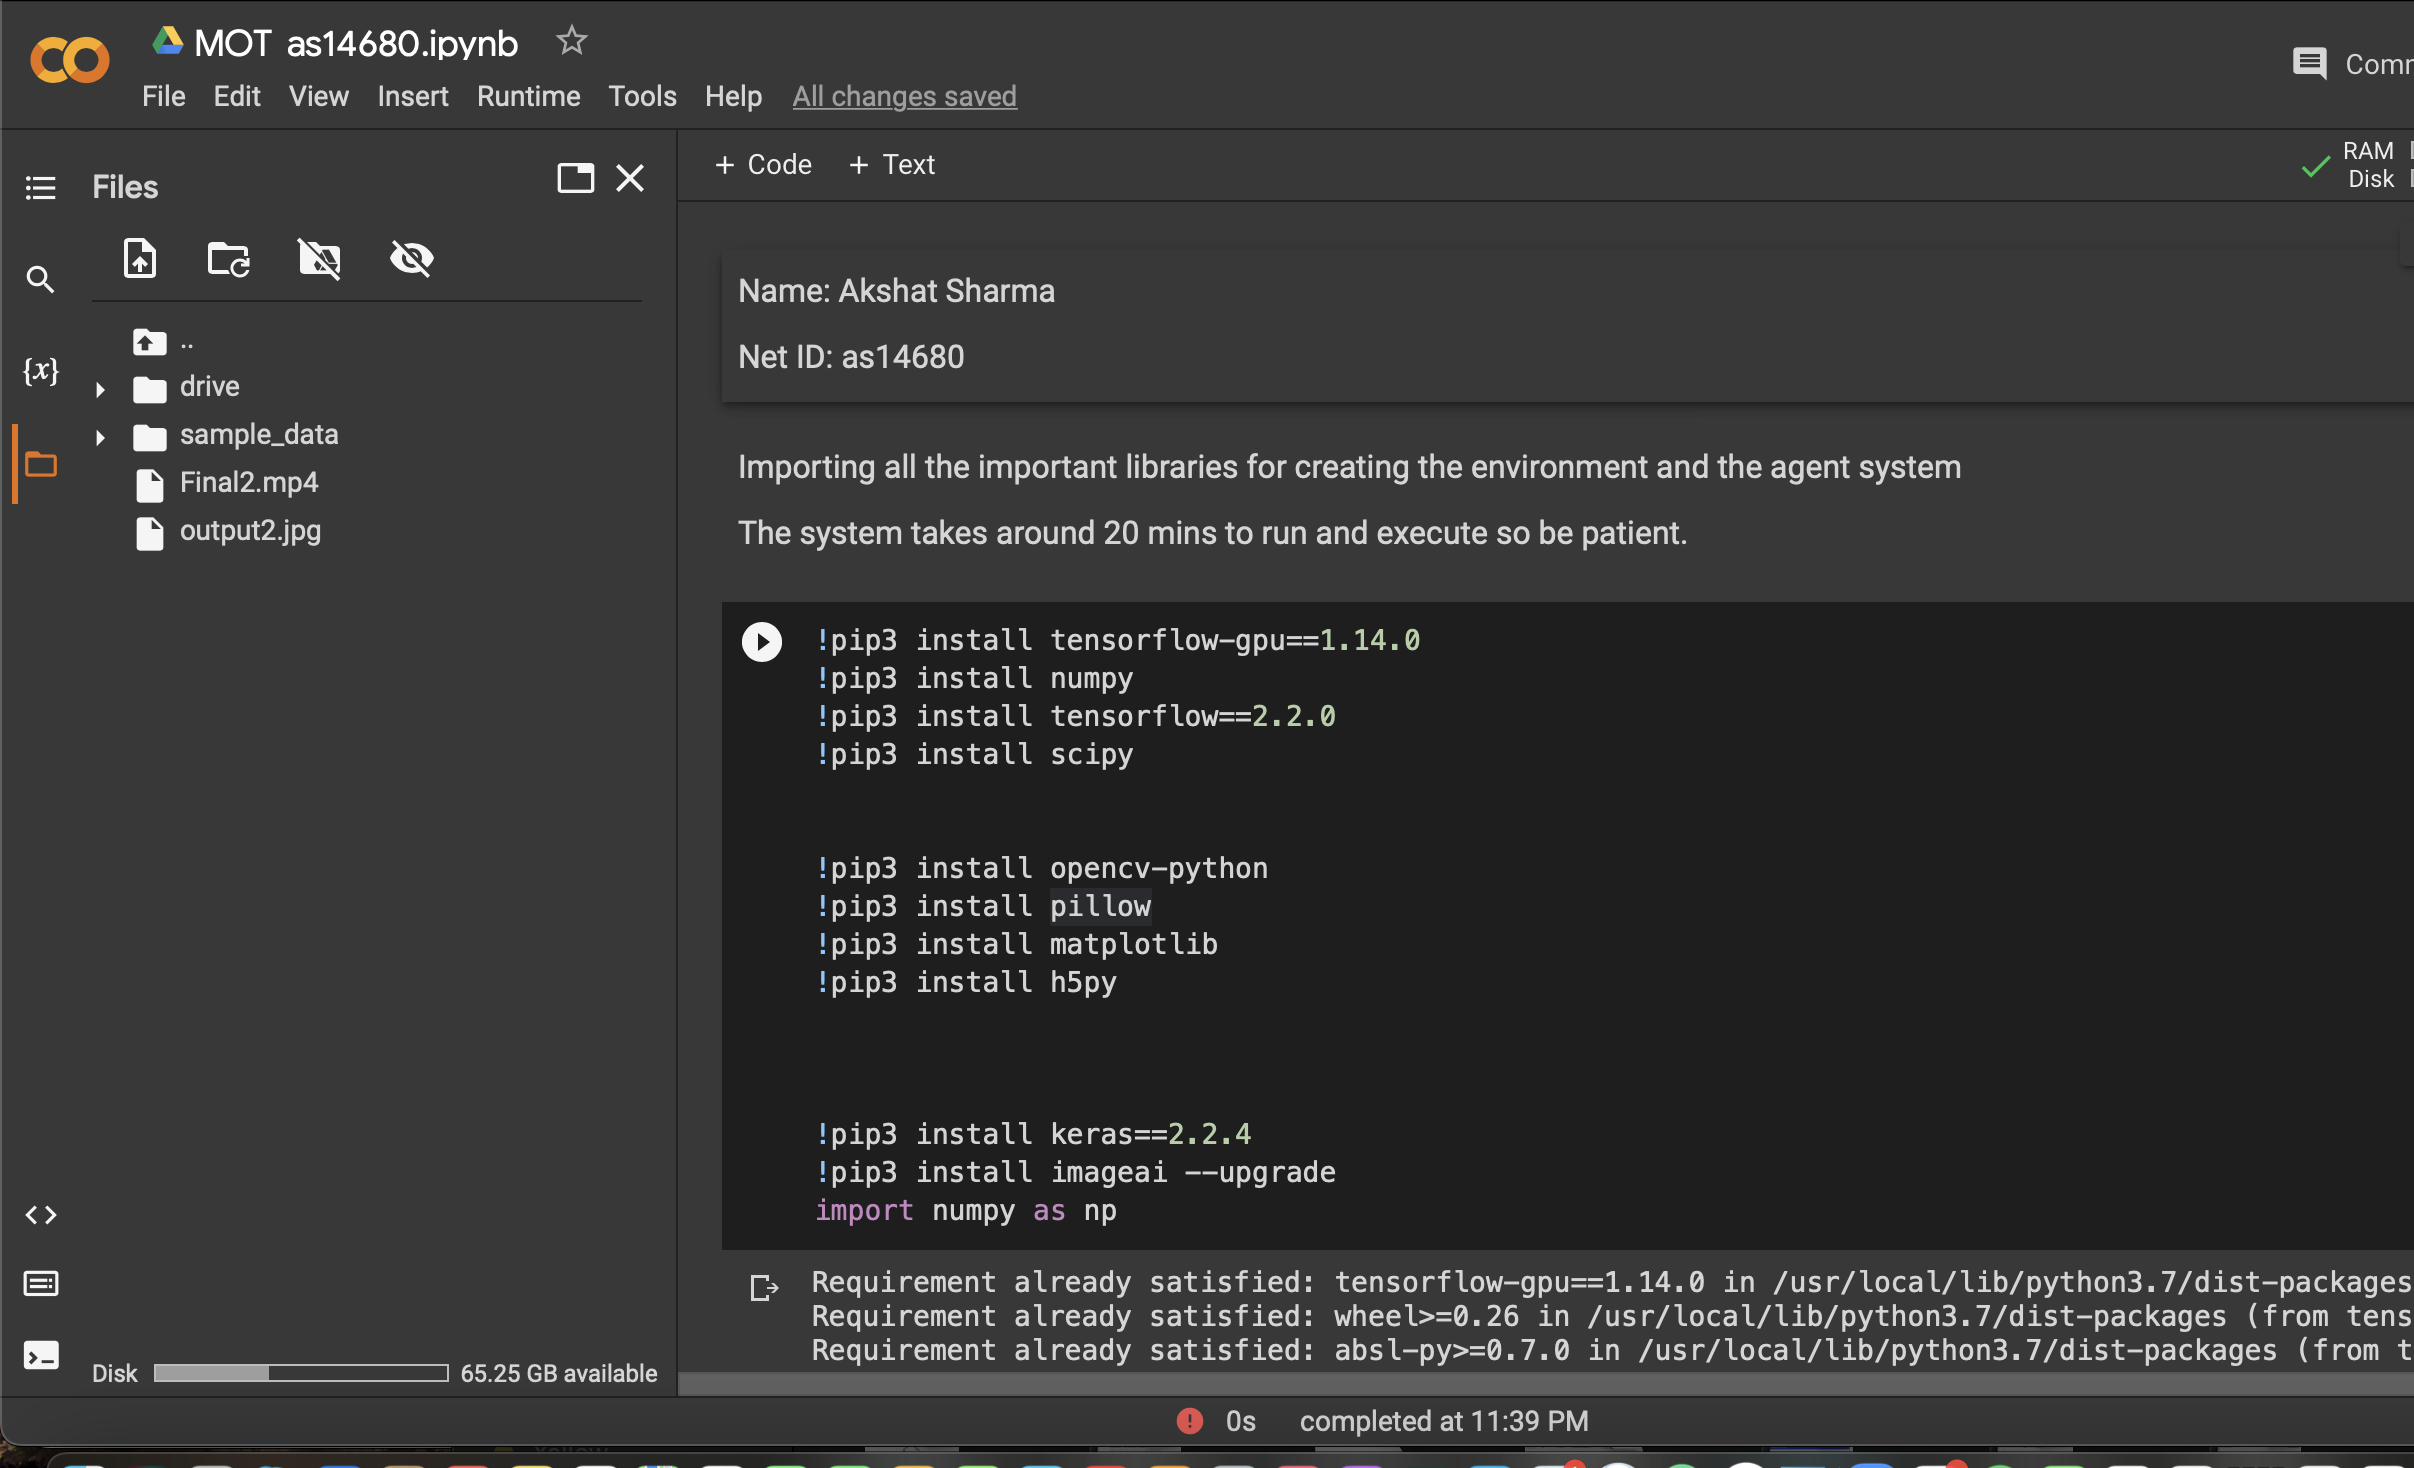 MOT as14680.ipynb
File Edit View Insert Runtime Tools Help All changes saved
Files
+ Code + Text
RAM
Disk
..
drive
sample_data
Final2.mp4
output2.jpg
{x}
Name: Akshat Sharma
Net ID: as14680
Importing all the important libraries for creating the environment and the agent system
The system takes around 20 mins to run and execute so be patient.
!pip3 install tensorflow-gpu==1.14.0
!pip3 install numpy
!pip3 install tensorflow==2.2.0
!pip3 install scipy
!pip3 install opencv-python
!pip3 install pillow
!pip3 install matplotlib
!pip3 install h5py
!pip3 install keras==2.2.4
!pip3 install imageai --upgrade
import numpy as np
Requirement already satisfied: tensorflow-gpu==1.14.0 in /usr/local/lib/python3.7/dist-packages
Requirement already satisfied: wheel>=0.26 in /usr/local/lib/python3.7/dist-packages (from tens
Requirement already satisfied: absl-py>=0.7.0 in /usr/local/lib/python3.7/dist-packages (from t
Disk 65.25 GB available
0s completed at 11:39 PM